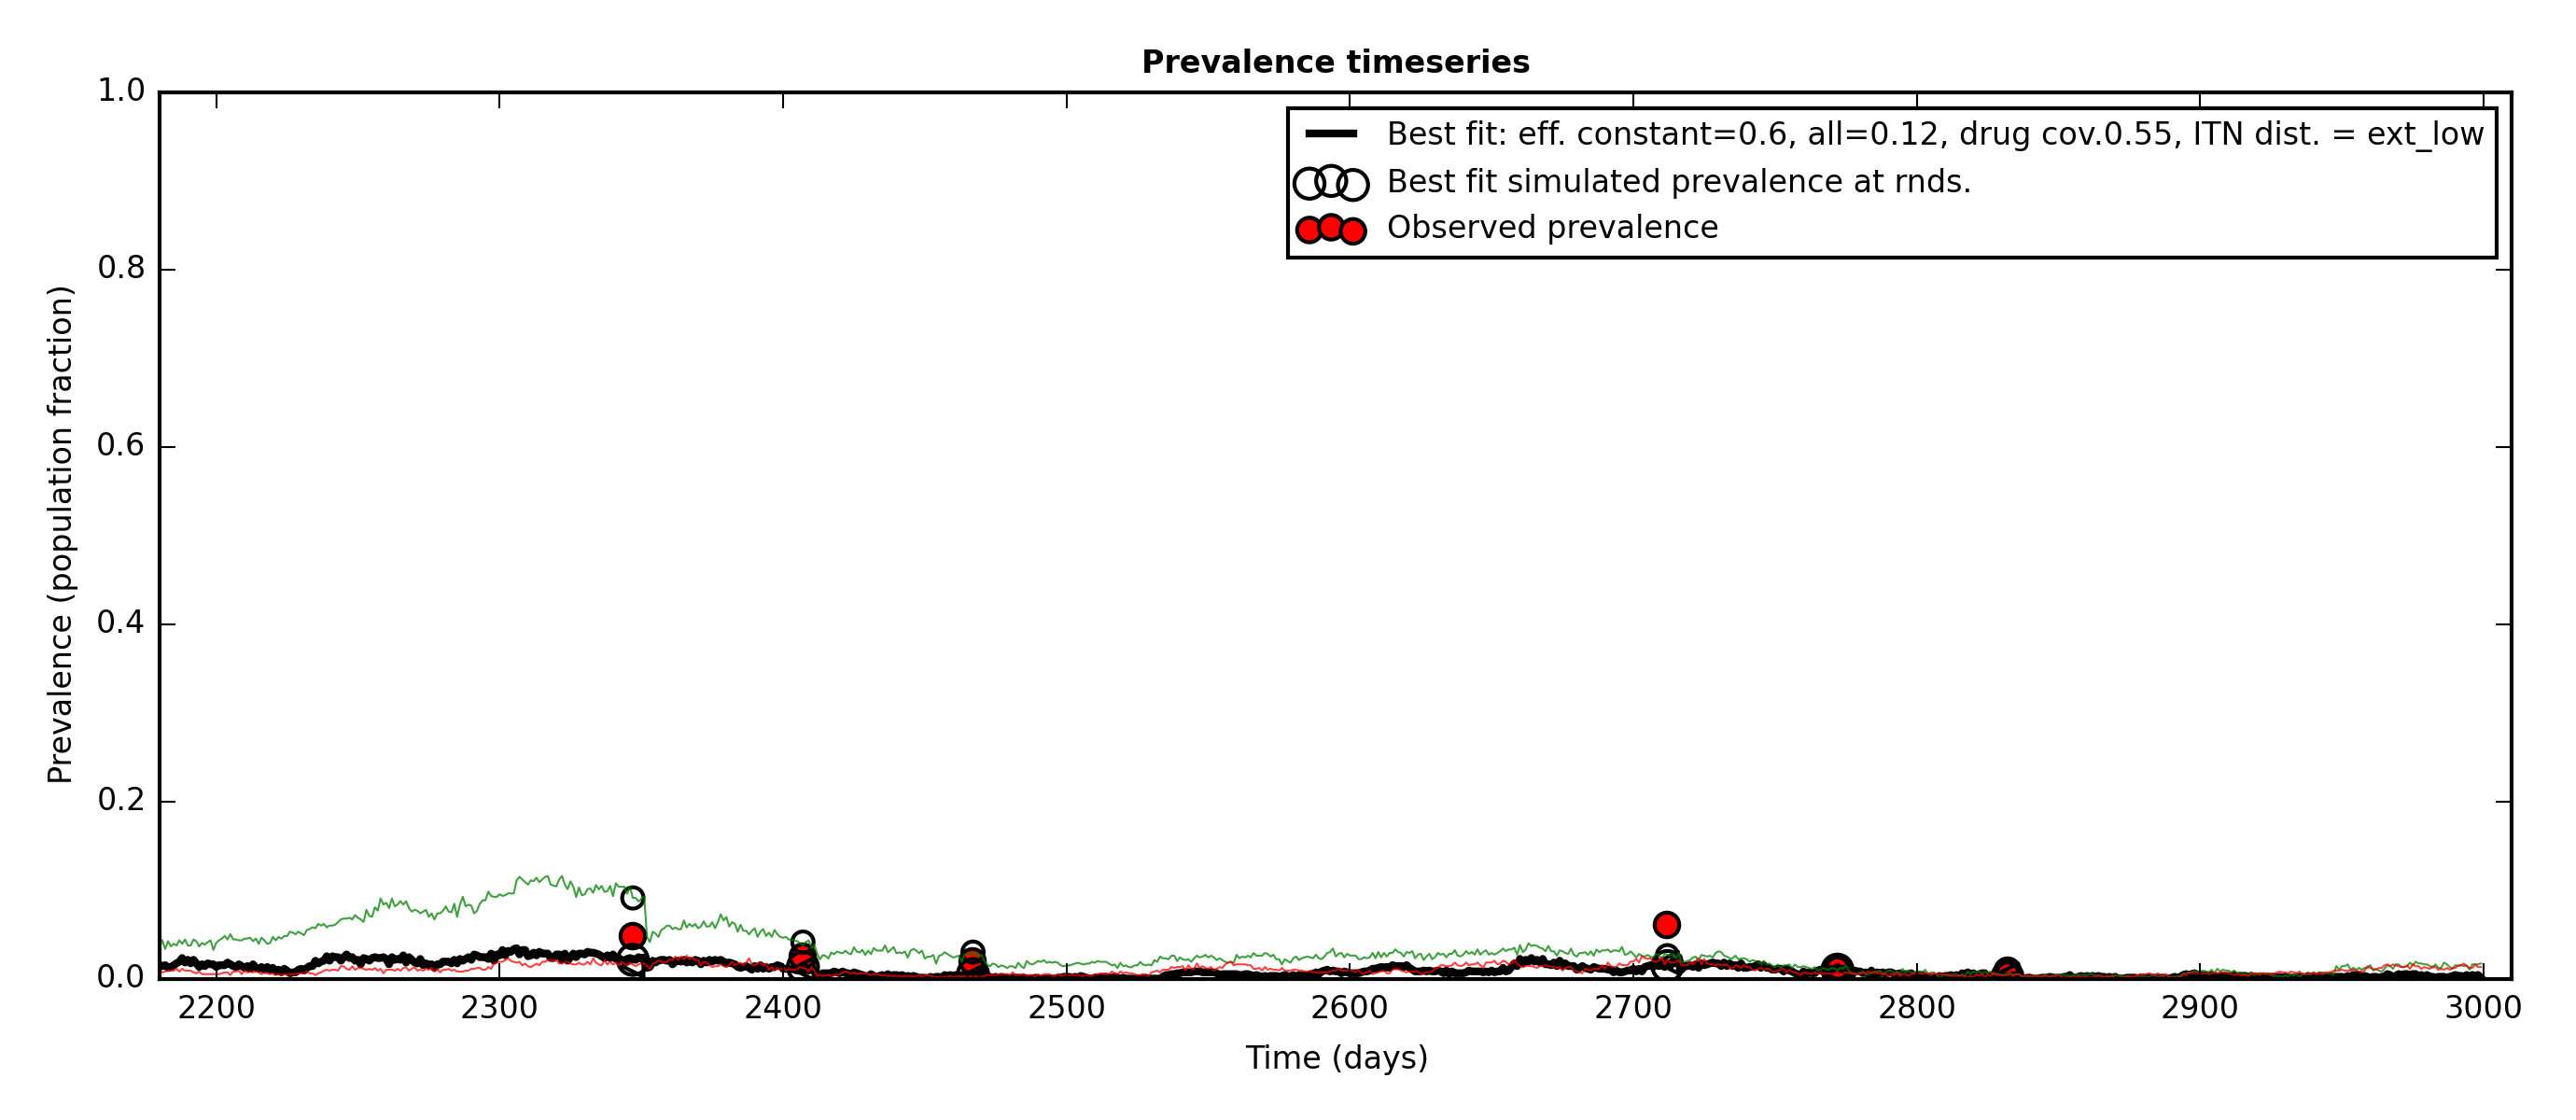 Prevalence timeseries
Best fit: eff. constant=0.6, all=0.12, drug cov.0.55, ITN dist. = ext_low
Best fit simulated prevalence at rnds.
Observed prevalence
Prevalence (population fraction)
1.0
0.8
0.6
0.4
0.2
0.0
2200 2300 2400 2500 2600 2700 2800 2900 3000
Time (days)